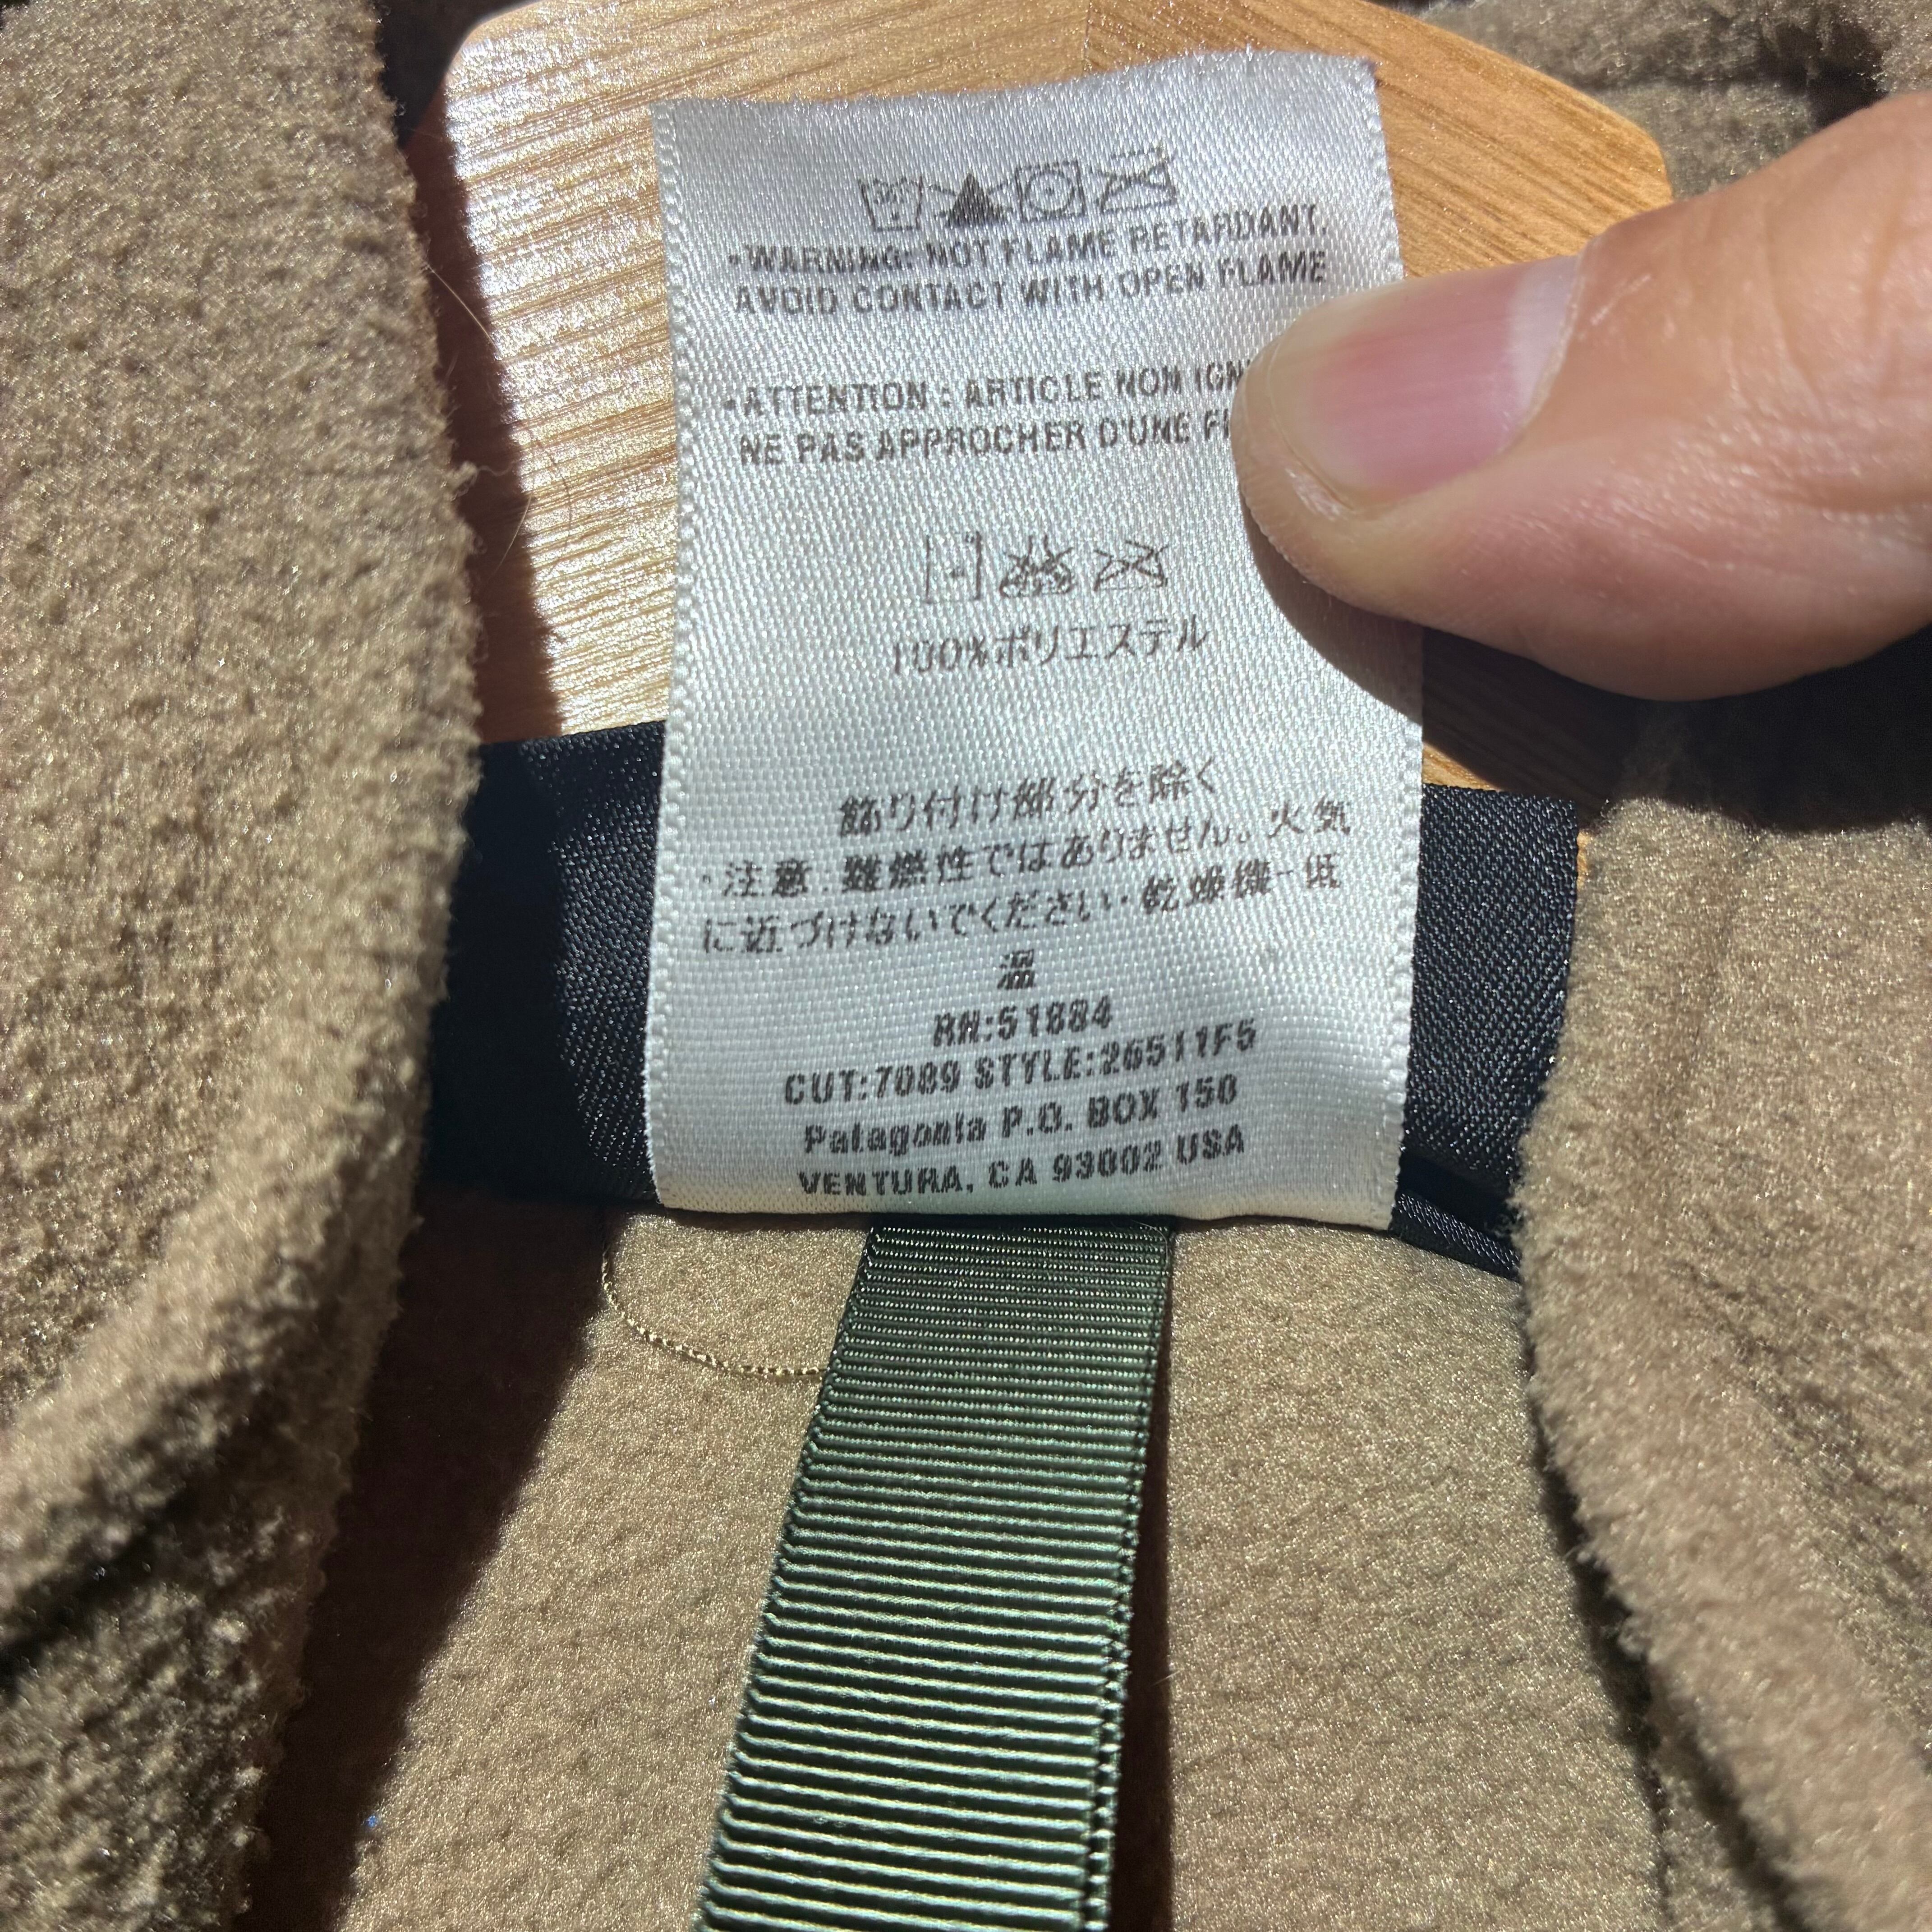 •WARNING: NOT FLAME RETARDANT.
AVOID CONTACT WITH OPEN FLAME
•ATTENTION : ARTICLE NON
NE PAS APPROCHER D'UNE
100%ポリエステル
飾り付け部分を除く
・注意:難燃性ではありません。火気
に近づけないでください・乾燥機-低
温
RN:51884
CUT:7089 STYLE:26511F5
Patagonia P.O. BOX 150
VENTURA, CA 93002 USA